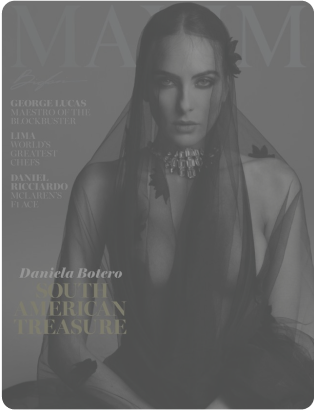 MAXIM
GEORGE LUCAS
MAESTRO OF THE
BLOCKBUSTER
LIMA
WORLD'S
GREATEST
CHEFS
DANIEL
RICCIARDO
MCLAREN'S
PEACE
Daniela Botero
SOUTH
AMERICAN
TREASURE